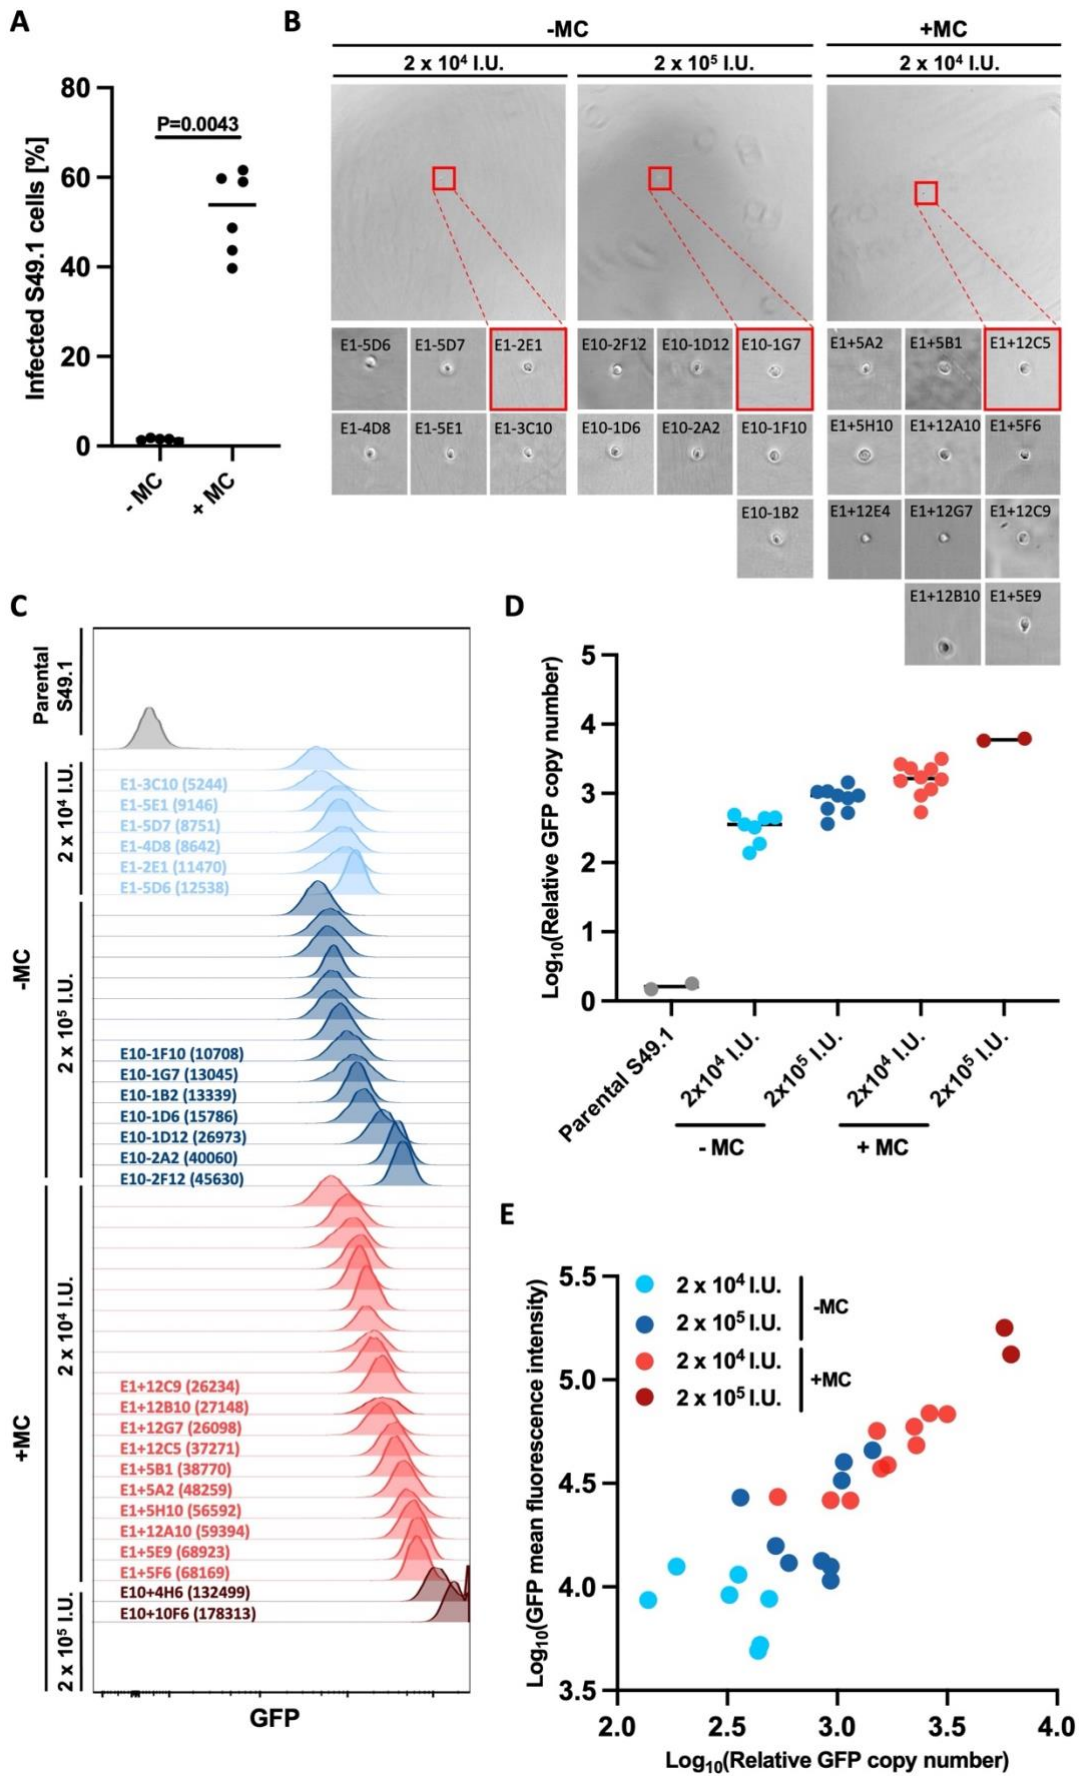 A
80
60
40
20
0
Infected S49.1 cells [%]
P=0.0043
- MC
+ MC
B
-MC
+MC
2 x 10⁴ I.U.
2 x 10⁵ I.U.
2 x 10⁴ I.U.
E1-5D6
E1-5D7
E1-2E1
E10-2F12
E10-1D12
E10-1G7
E1+5A2
E1+5B1
E1+12C5
E1-4D8
E1-5E1
E1-3C10
E10-1D6
E10-2A2
E10-1F10
E1+5H10
E1+12A10
E1+5F6
E10-1B2
E1+12E4
E1+12G7
E1+12C9
E1+12B10
E1+5E9
C
Parental
S49.1
-MC
2 x 10⁴ I.U.
E1-3C10 (5244)
E1-5E1 (9146)
E1-5D7 (8751)
E1-4D8 (8642)
E1-2E1 (11470)
E1-5D6 (12538)
2 x 10⁵ I.U.
E10-1F10 (10708)
E10-1G7 (13045)
E10-1B2 (13339)
E10-1D6 (15786)
E10-1D12 (26973)
E10-2A2 (40060)
E10-2F12 (45630)
+MC
2 x 10⁴ I.U.
E1+12C9 (26234)
E1+12B10 (27148)
E1+12G7 (26098)
E1+12C5 (37271)
E1+5B1 (38770)
E1+5A2 (48259)
E1+5H10 (56592)
E1+12A10 (59394)
E1+5E9 (68923)
E1+5F6 (68169)
2 x 10⁵ I.U.
E10+4H6 (132499)
E10+10F6 (178313)
GFP
D
Log₁₀(Relative GFP copy number)
5
4
3
2
1
0
Parental S49.1
2x10⁴ I.U.
2x10⁵ I.U.
2x10⁴ I.U.
2x10⁵ I.U.
- MC
+ MC
E
Log₁₀(GFP mean fluorescence intensity)
5.5
5.0
4.5
4.0
3.5
2 x 10⁴ I.U.
2 x 10⁵ I.U.
-MC
2 x 10⁴ I.U.
2 x 10⁵ I.U.
+MC
2.0
2.5
3.0
3.5
4.0
Log₁₀(Relative GFP copy number)